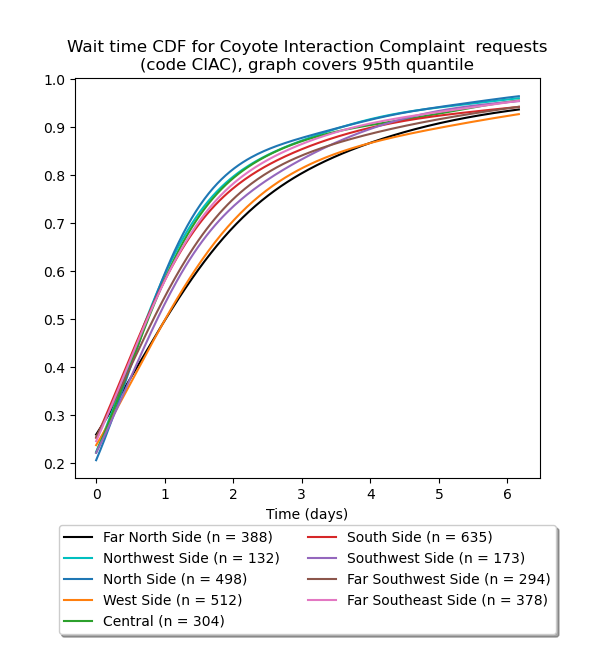 Wait time CDF for Coyote Interaction Complaint  requests
(code CIAC), graph covers 95th quantile
1.0
0.9
0.8
0.7
0.6
0.5
0.4
0.3
0.2
0 1 2 3 4 5 6
Time (days)
Far North Side (n = 388)
Northwest Side (n = 132)
North Side (n = 498)
West Side (n = 512)
Central (n = 304)
South Side (n = 635)
Southwest Side (n = 173)
Far Southwest Side (n = 294)
Far Southeast Side (n = 378)